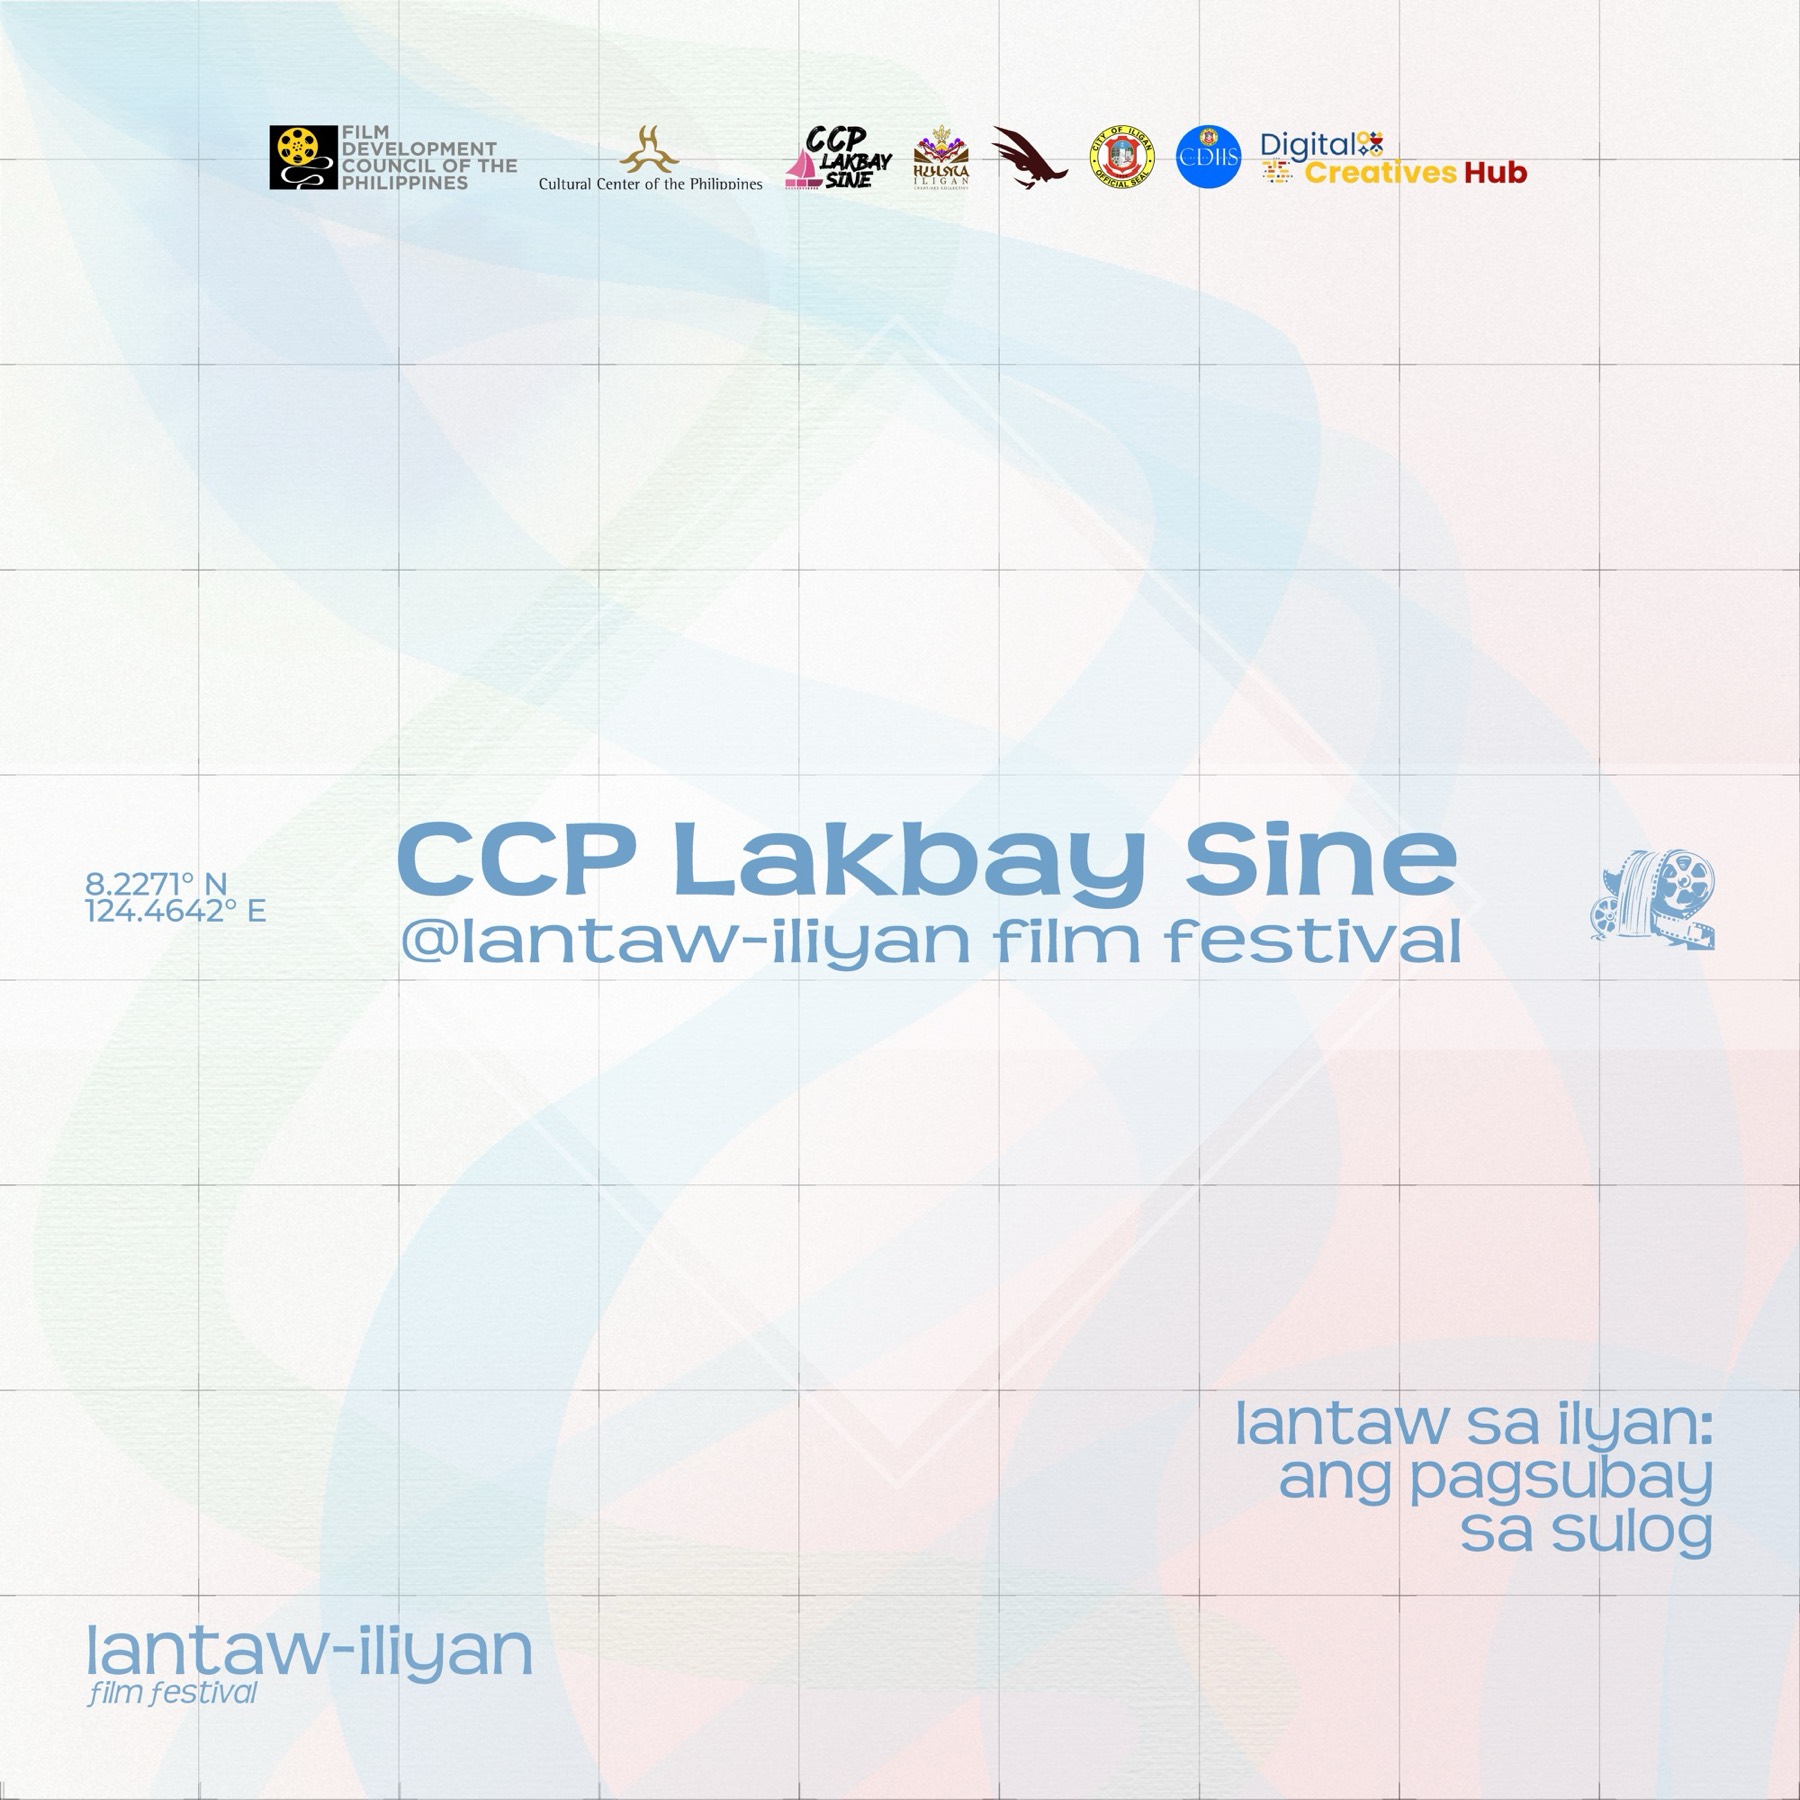 FILM
DEVELOPMENT
COUNCIL OF THE
PHILIPPINES
Cultural Center of the Philippines
CCP
LAKBAY
SINE
ILIGAN
CITY OF ILIGAN
OFFICIAL SEAL
CDIIS
Digital
Creatives Hub
CCP Lakbay Sine
@lantaw-iliyan film festival
8.2271° N
124.4642° E
lantaw sa ilyan:
ang pagsubay
sa sulog
lantaw-iliyan
film festival